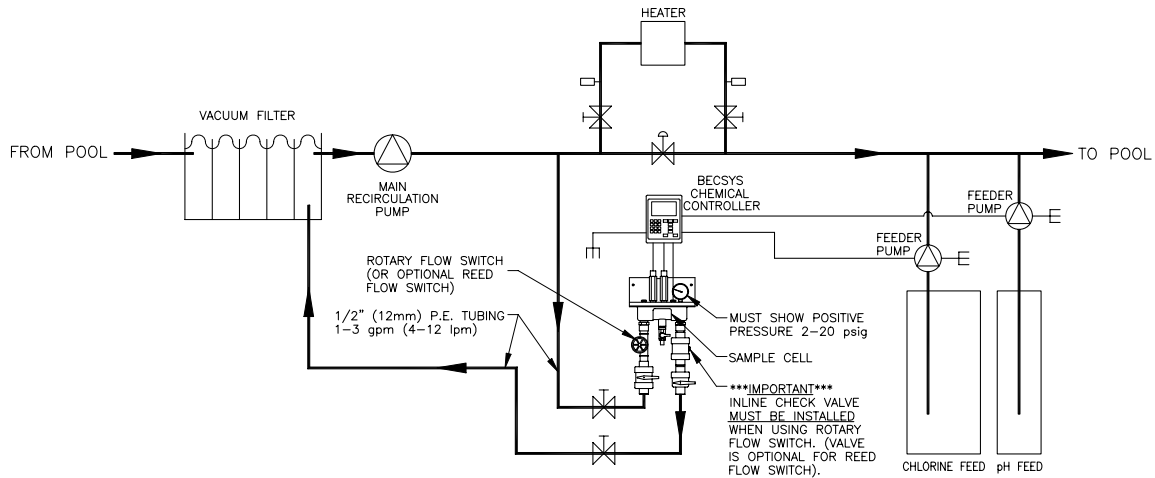 HEATER
VACUUM FILTER
FROM POOL
TO POOL
MAIN
RECIRCULATION
PUMP
BECSYS
CHEMICAL
CONTROLLER
FEEDER
PUMP
FEEDER
PUMP
ROTARY FLOW SWITCH
(OR OPTIONAL REED
FLOW SWITCH)
1/2" (12mm) P.E. TUBING
1-3 gpm (4-12 lpm)
MUST SHOW POSITIVE
PRESSURE 2-20 psig
SAMPLE CELL
***IMPORTANT***
INLINE CHECK VALVE
MUST BE INSTALLED
WHEN USING ROTARY
FLOW SWITCH. (VALVE
IS OPTIONAL FOR REED
FLOW SWITCH).
CHLORINE FEED
pH FEED